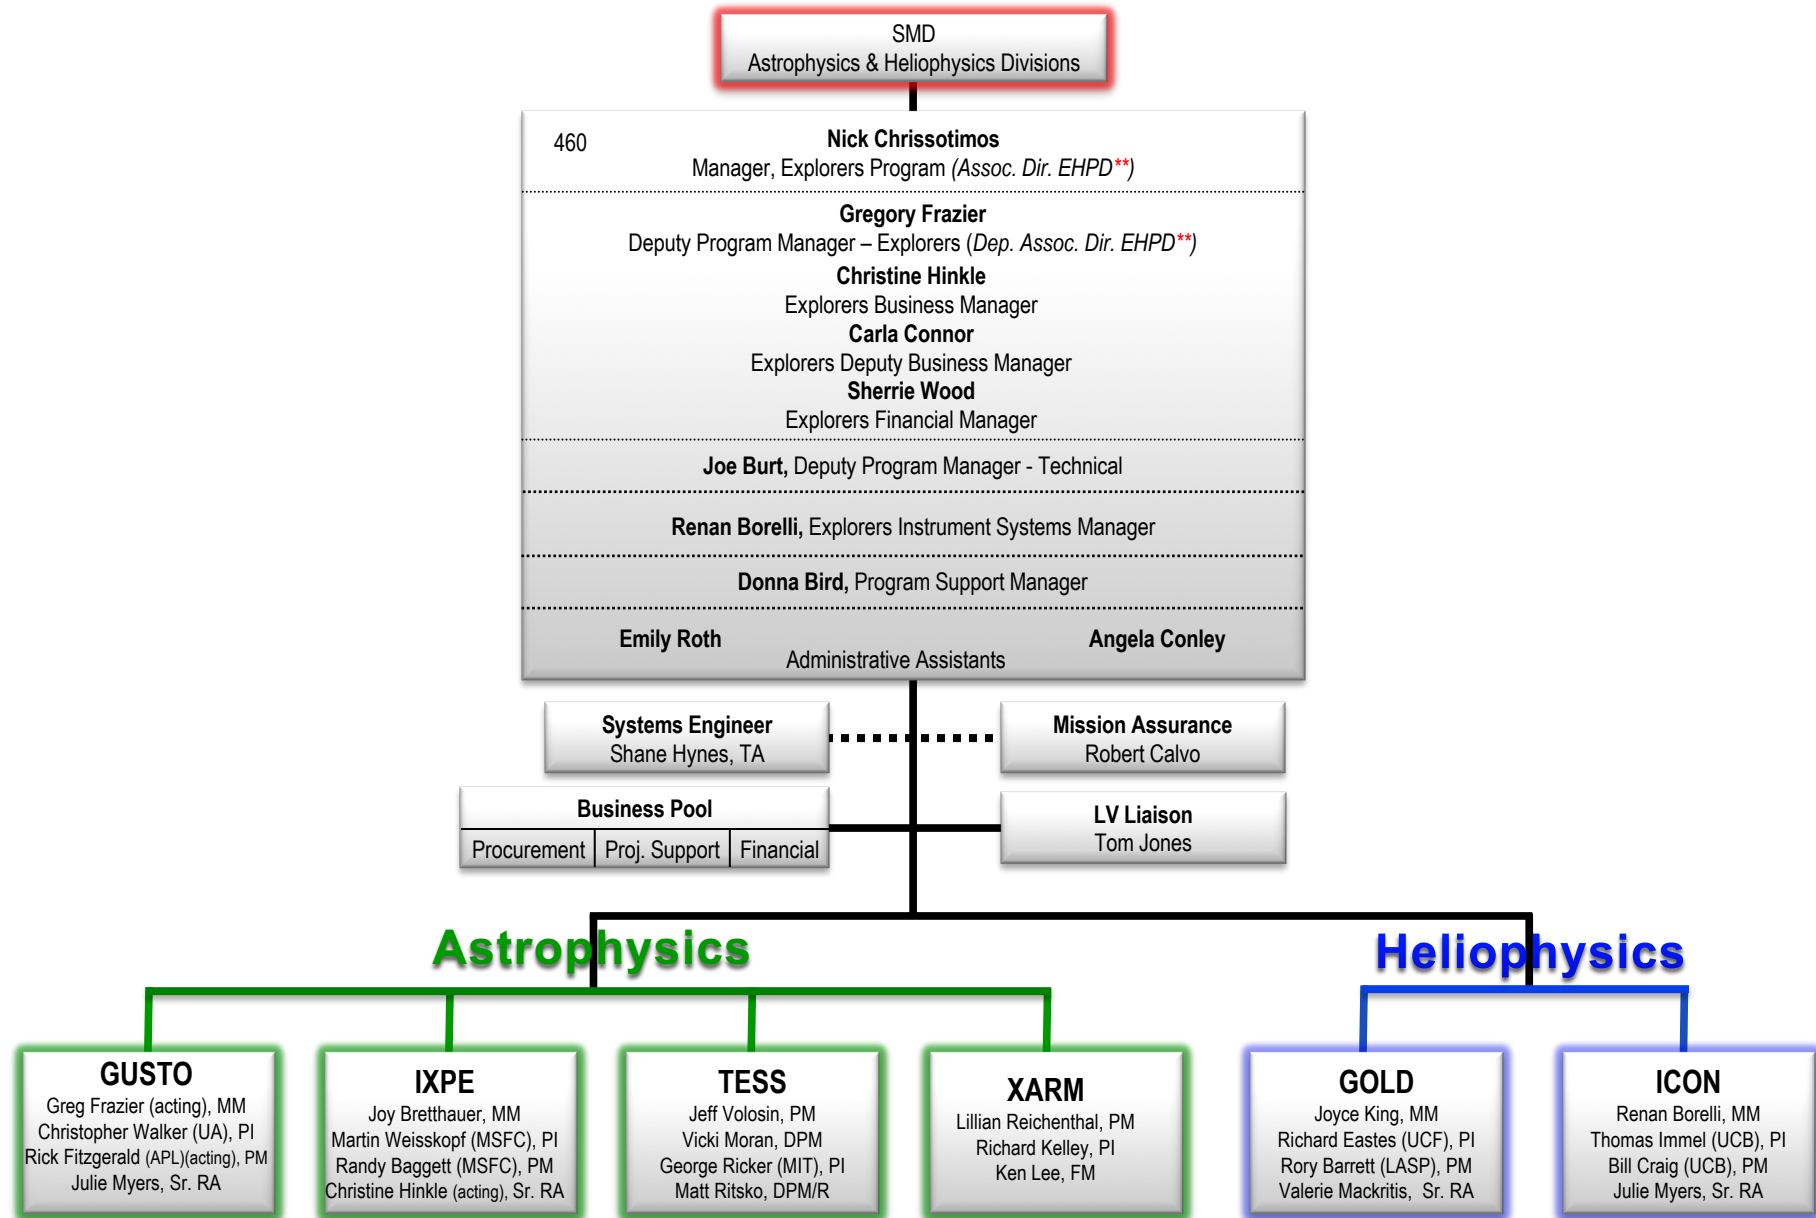 SMD
Astrophysics & Heliophysics Divisions
460
Nick Chrissotimos
Manager, Explorers Program (Assoc. Dir. EHPD**)
Gregory Frazier
Deputy Program Manager – Explorers (Dep. Assoc. Dir. EHPD**)
Christine Hinkle
Explorers Business Manager
Carla Connor
Explorers Deputy Business Manager
Sherrie Wood
Explorers Financial Manager
Joe Burt, Deputy Program Manager - Technical
Renan Borelli, Explorers Instrument Systems Manager
Donna Bird, Program Support Manager
Emily Roth
Angela Conley
Administrative Assistants
Systems Engineer
Shane Hynes, TA
Mission Assurance
Robert Calvo
Business Pool
Procurement Proj. Support Financial
LV Liaison
Tom Jones
Astrophysics
Heliophysics
GUSTO
Greg Frazier (acting), MM
Christopher Walker (UA), PI
Rick Fitzgerald (APL)(acting), PM
Julie Myers, Sr. RA
IXPE
Joy Bretthauer, MM
Martin Weisskopf (MSFC), PI
Randy Baggett (MSFC), PM
Christine Hinkle (acting), Sr. RA
TESS
Jeff Volosin, PM
Vicki Moran, DPM
George Ricker (MIT), PI
Matt Ritsko, DPM/R
XARM
Lillian Reichenthal, PM
Richard Kelley, PI
Ken Lee, FM
GOLD
Joyce King, MM
Richard Eastes (UCF), PI
Rory Barrett (LASP), PM
Valerie Mackritis, Sr. RA
ICON
Renan Borelli, MM
Thomas Immel (UCB), PI
Bill Craig (UCB), PM
Julie Myers, Sr. RA